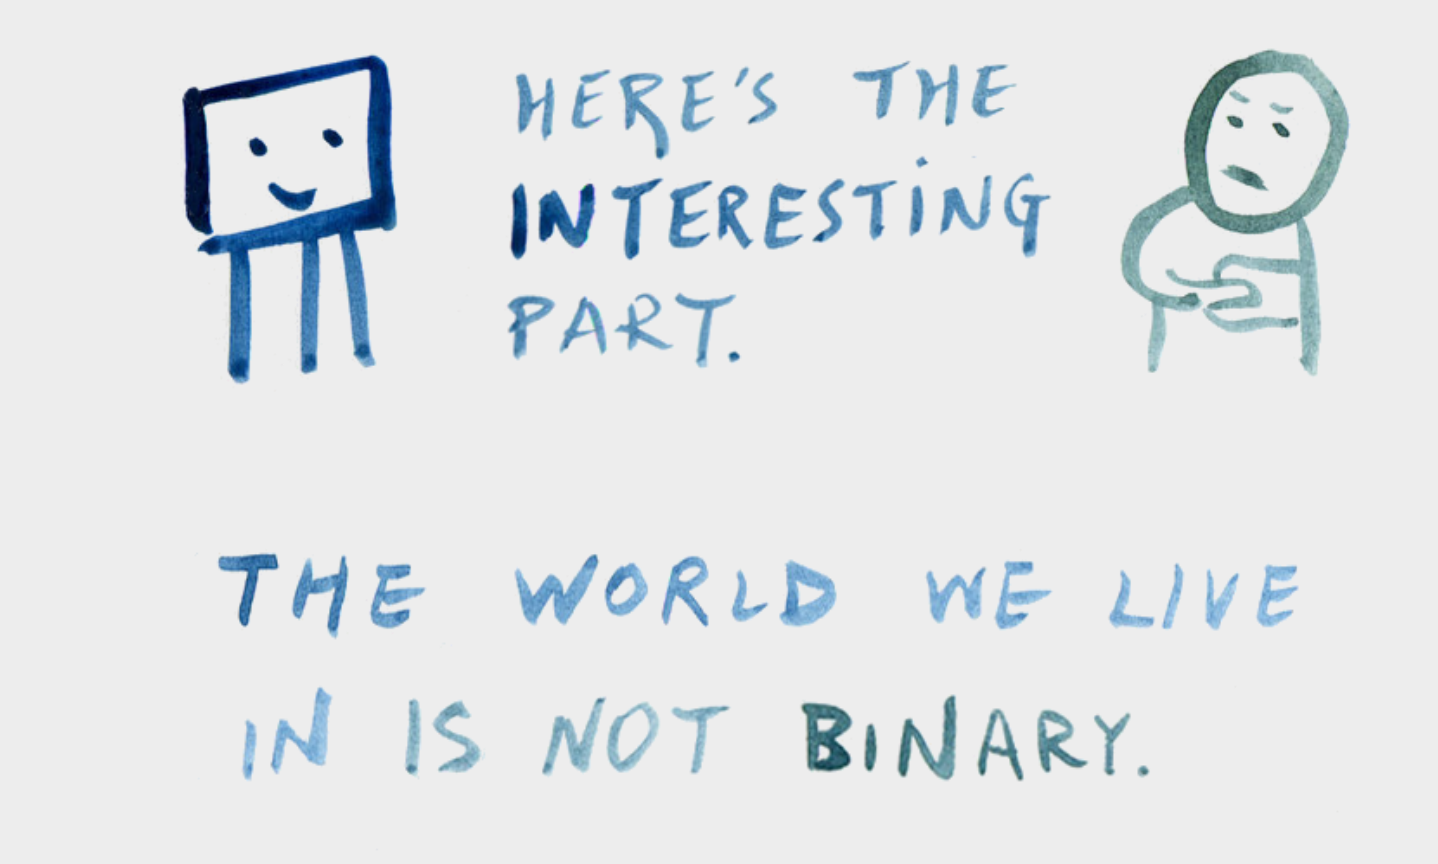 HERE'S THE
INTERESTING
PART.
THE WORLD WE LIVE
IN IS NOT BINARY.